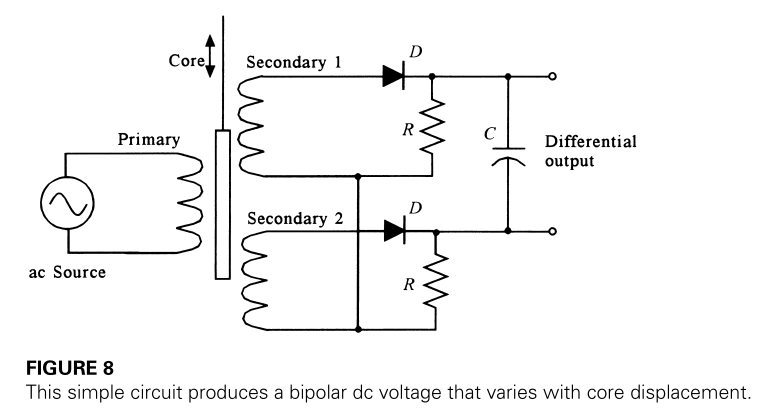 Core
Secondary 1
D
Primary
R
C
Differential
output
Secondary 2
D
ac Source
R
FIGURE 8
This simple circuit produces a bipolar dc voltage that varies with core displacement.